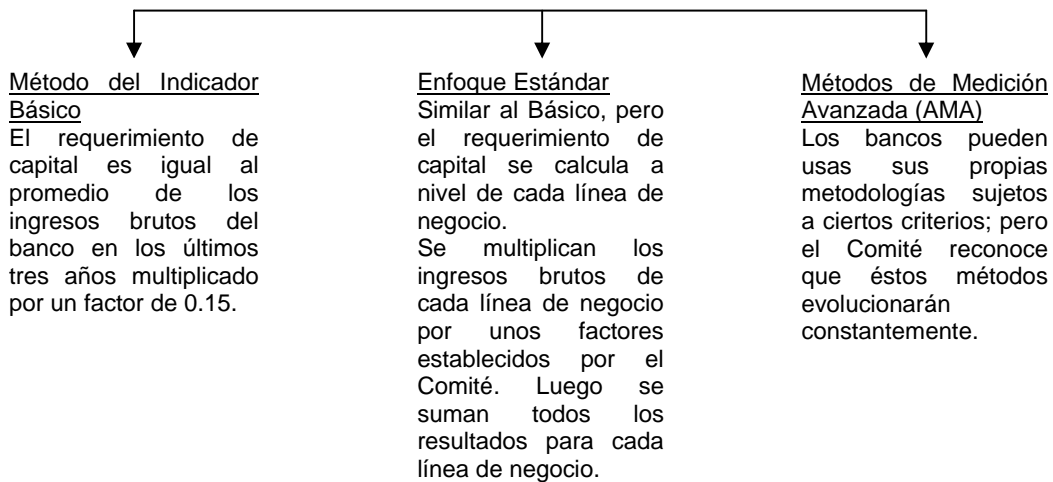 Método del Indicador
Básico
El requerimiento de
capital es igual al
promedio de los
ingresos brutos del
banco en los últimos
tres años multiplicado
por un factor de 0.15.
Enfoque Estándar
Similar al Básico, pero
el requerimiento de
capital se calcula a
nivel de cada línea de
negocio.
Se multiplican los
ingresos brutos de
cada línea de negocio
por unos factores
establecidos por el
Comité. Luego se
suman todos los
resultados para cada
línea de negocio.
Métodos de Medición
Avanzada (AMA)
Los bancos pueden
usas sus propias
metodologías sujetos
a ciertos criterios; pero
el Comité reconoce
que éstos métodos
evolucionarán
constantemente.